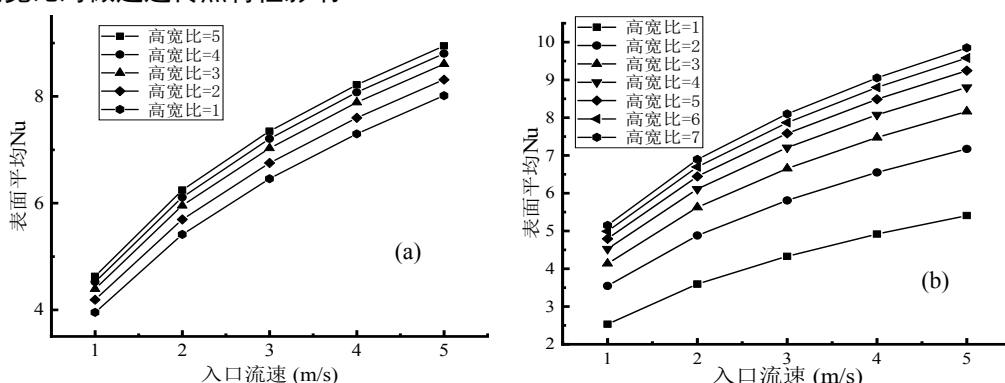 高宽比=5
高宽比=4
高宽比=3
高宽比=2
高宽比=1
8
6
4
表面平均Nu
(a)
1 2 3 4 5
入口流速 (m/s)
高宽比=1
高宽比=2
高宽比=3
高宽比=4
高宽比=5
高宽比=6
高宽比=7
10
9
8
7
6
5
4
3
2
表面平均Nu
(b)
1 2 3 4 5
入口流速 (m/s)